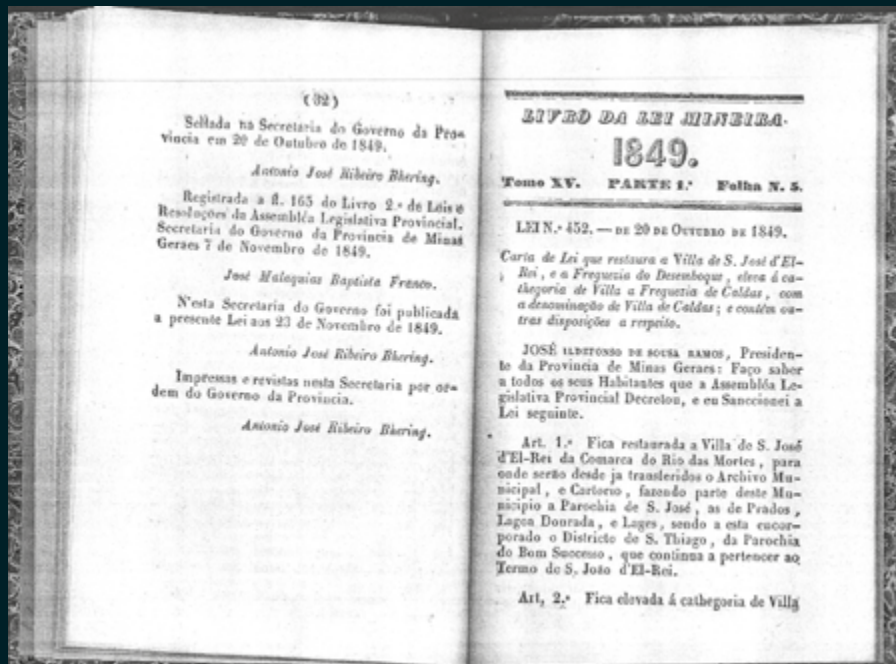 (32)
Sellada na Secretaria do Governo da Pro-
vincia em 20 de Outubro de 1849.
Antonio José Ribeiro Bhering.
Registrada a fl. 165 do Livro 2.º de Leis e
Resoluções da Assembléa Legislativa Provincial.
Secretaria do Governo da Provincia de Minas
Geraes 7 de Novembro de 1849.
José Malaquias Baptista Franco.
N'esta Secretaria do Governo foi publicada
a presente Lei aos 23 de Novembro de 1849.
Antonio José Ribeiro Bhering.
Impressas e revistas nesta Secretaria por or-
dem do Governo da Provincia.
Antonio José Ribeiro Bhering.
LIVRO DA LEI MINEIRA.
1849.
Tomo XV. PARTE 1.ª Folha N. 5.
LEI N.º 452. — DE 20 DE OUTUBRO DE 1849.
Carta de Lei que restaura a Villa de S. José d'El-
Rei, e a Freguezia do Desemboque, eleva á ca-
thegoria de Villa a Freguezia de Caldas, com
a denominação de Villa de Caldas; e contém ou-
tras disposições a respeito.
JOSÉ ILDEFONSO DE SOUSA RAMOS, Presiden-
te da Provincia de Minas Geraes: Faço saber
a todos os seus Habitantes que a Assembléa Le-
gislativa Provincial Decretou, e eu Sanccionei a
Lei seguinte.
Art. 1.º Fica restaurada a Villa de S. José
d'El-Rei da Comarca do Rio das Mortes, para
onde serão desde ja transferidos o Archivo Mu-
nicipal, e Cartorio, fazendo parte deste Mu-
nicipio a Parochia de S. José, as de Prados,
Lagoa Dourada, e Lages, sendo a esta encor-
porado o Districto de S. Thiago, da Parochia
do Bom Successo, que continua a pertencer ao
Termo de S. João d'El-Rei.
Art, 2.º Fica elevada á cathegoria de Villa